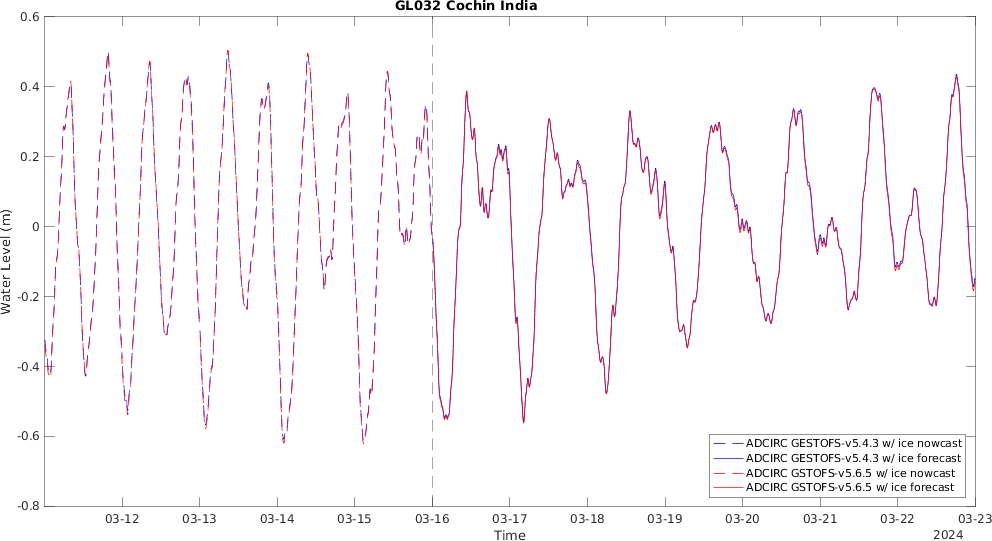 GL032 Cochin India
0.6
0.4
0.2
0
-0.2
-0.4
-0.6
-0.8
Water Level (m)
ADCIRC GESTOFS-v5.4.3 w/ ice nowcast
ADCIRC GESTOFS-v5.4.3 w/ ice forecast
ADCIRC GSTOFS-v5.6.5 w/ ice nowcast
ADCIRC GSTOFS-v5.6.5 w/ ice forecast
03-12 03-13 03-14 03-15 03-16 03-17 03-18 03-19 03-20 03-21 03-22 03-23
Time 2024